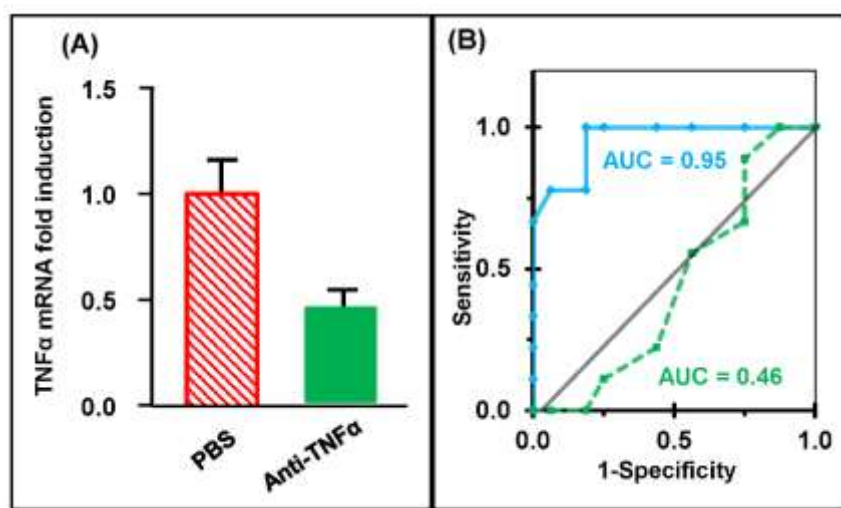 (A)
TNFα mRNA fold induction
1.5
1.0
0.5
0.0
PBS
Anti-TNFα
(B)
Sensitivity
1.0
0.5
0.0
AUC = 0.95
AUC = 0.46
0.0 0.5 1.0
1-Specificity